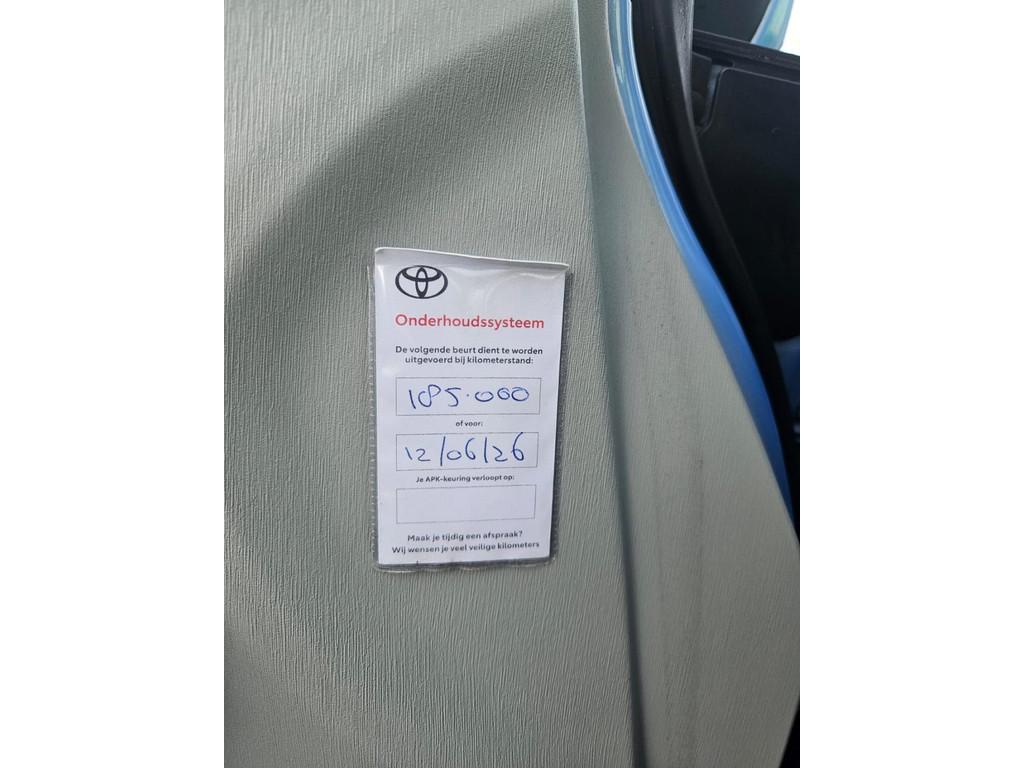 Onderhoudssysteem
De volgende beurt dient te worden
uitgevoerd bij kilometerstand:
185.000
of voor:
12/06/26
Je APK-keuring verloopt op:
Maak je tijdig een afspraak?
Wij wensen je veel veilige kilometers